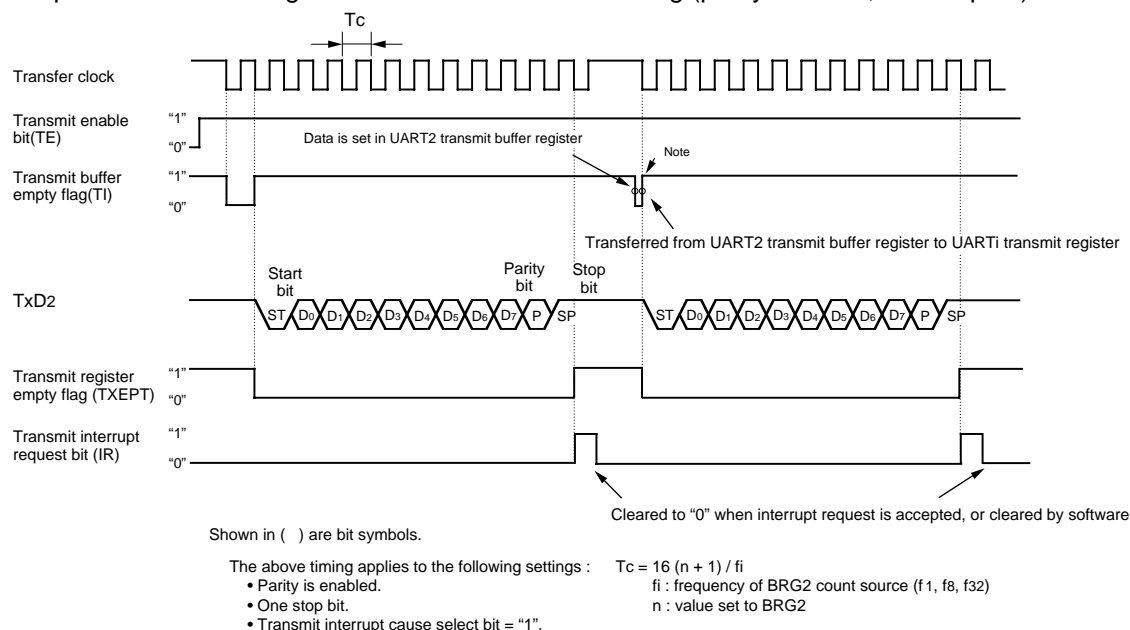 Tc
Transfer clock
Transmit enable
bit(TE)
“1”
“0”
Data is set in UART2 transmit buffer register
Note
Transmit buffer
empty flag(TI)
“1”
“0”
Transferred from UART2 transmit buffer register to UARTi transmit register
Start
bit
Parity
bit
Stop
bit
TxD2
ST D0 D1 D2 D3 D4 D5 D6 D7 P SP
ST D0 D1 D2 D3 D4 D5 D6 D7 P SP
Transmit register
empty flag (TXEPT)
“1”
“0”
Transmit interrupt
request bit (IR)
“1”
“0”
Cleared to “0” when interrupt request is accepted, or cleared by software
Shown in ( ) are bit symbols.
The above timing applies to the following settings :
• Parity is enabled.
• One stop bit.
• Transmit interrupt cause select bit = “1”.
Tc = 16 (n + 1) / fi
fi : frequency of BRG2 count source (f1, f8, f32)
n : value set to BRG2